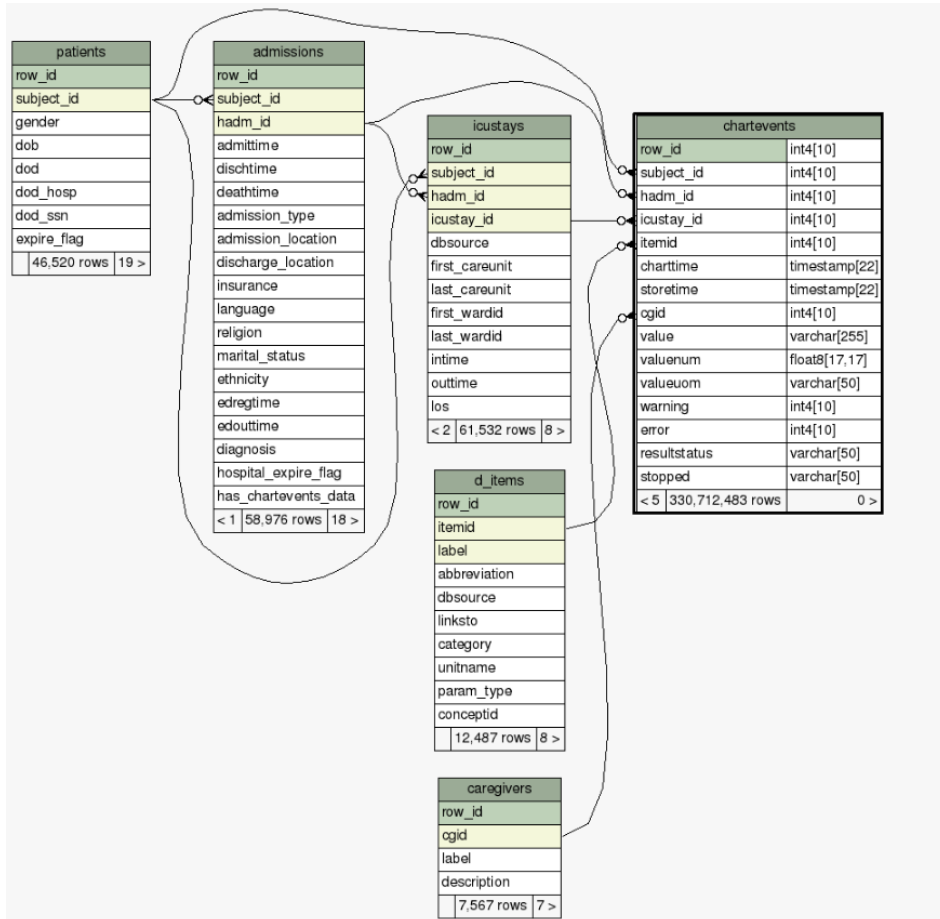 patients
row_id
subject_id
gender
dob
dod
dod_hosp
dod_ssn
expire_flag
46,520 rows 19 >
admissions
row_id
subject_id
hadm_id
admittime
dischtime
deathtime
admission_type
admission_location
discharge_location
insurance
language
religion
marital_status
ethnicity
edregtime
edouttime
diagnosis
hospital_expire_flag
has_chartevents_data
< 1 58,976 rows 18 >
icustays
row_id
subject_id
hadm_id
icustay_id
dbsource
first_careunit
last_careunit
first_wardid
last_wardid
intime
outtime
los
< 2 61,532 rows 8 >
d_items
row_id
itemid
label
abbreviation
dbsource
linksto
category
unitname
param_type
conceptid
12,487 rows 8 >
caregivers
row_id
cgid
label
description
7,567 rows 7 >
chartevents
row_id int4[10]
subject_id int4[10]
hadm_id int4[10]
icustay_id int4[10]
itemid int4[10]
charttime timestamp[22]
storetime timestamp[22]
cgid int4[10]
value varchar[255]
valuenum float8[17,17]
valueuom varchar[50]
warning int4[10]
error int4[10]
resultstatus varchar[50]
stopped varchar[50]
< 5 330,712,483 rows 0 >